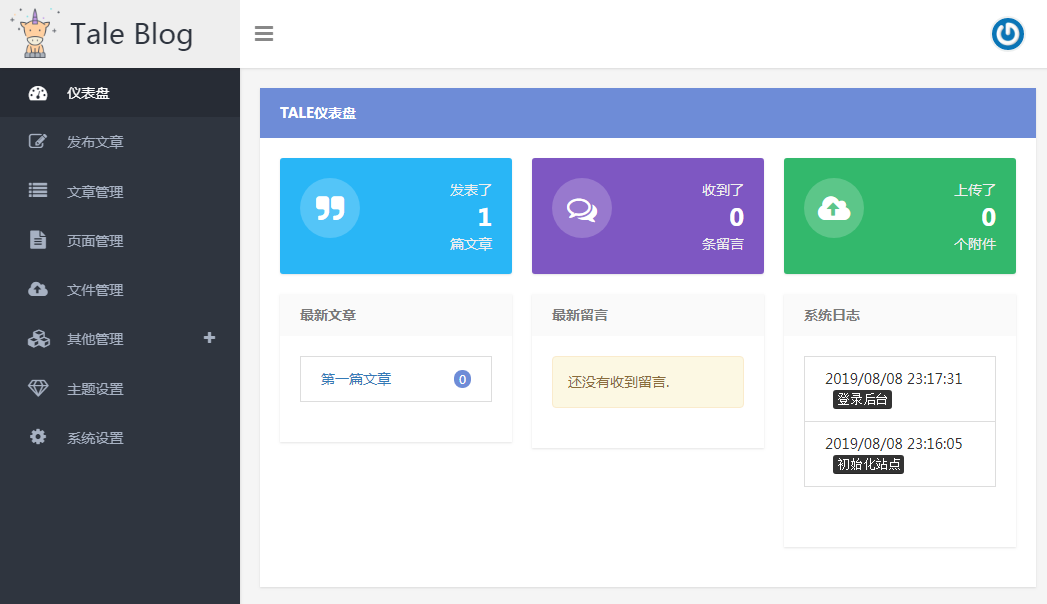 Tale Blog
仪表盘
发布文章
文章管理
页面管理
文件管理
其他管理
主题设置
系统设置
TALE仪表盘
发表了
1
篇文章
收到了
0
条留言
上传了
0
个附件
最新文章
第一篇文章 0
最新留言
还没有收到留言.
系统日志
2019/08/08 23:17:31
登录后台
2019/08/08 23:16:05
初始化站点